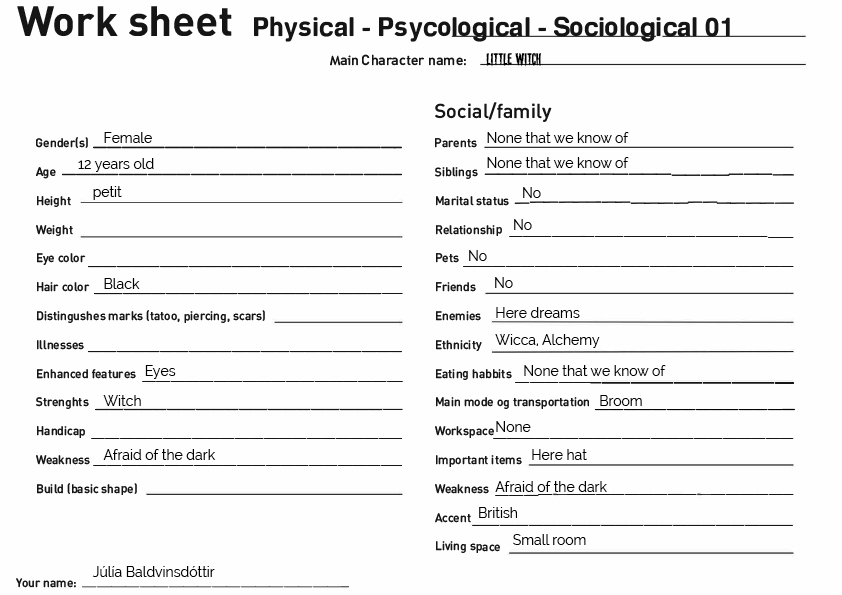 Work sheet Physical - Psycological - Sociological 01
Main Character name: LITTLE WITCH
Gender(s) Female
Age 12 years old
Height petit
Weight
Eye color
Hair color Black
Distingushes marks (tatoo, piercing, scars)
Illnesses
Enhanced features Eyes
Strenghts Witch
Handicap
Weakness Afraid of the dark
Build (basic shape)
Social/family
Parents None that we know of
Siblings None that we know of
Marital status No
Relationship No
Pets No
Friends No
Enemies Here dreams
Ethnicity Wicca, Alchemy
Eating habbits None that we know of
Main mode og transportation Broom
Workspace None
Important items Here hat
Weakness Afraid of the dark
Accent British
Living space Small room
Your name: Júlía Baldvinsdóttir